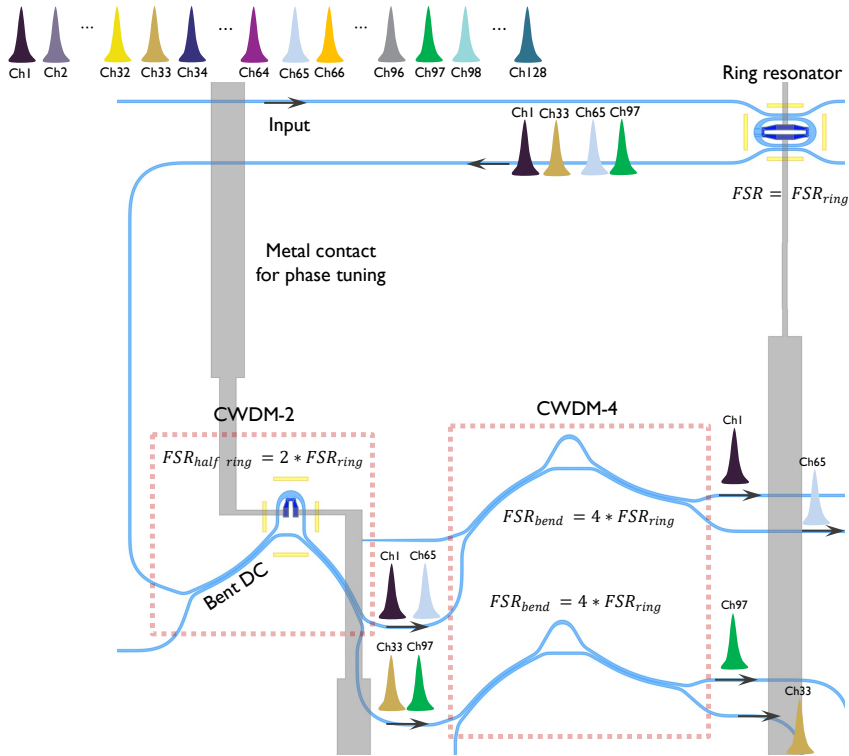 ... ... ... ...
Ch1 Ch2 Ch32 Ch33 Ch34 Ch64 Ch65 Ch66 Ch96 Ch97 Ch98 Ch128
Ring resonator
Input
Ch1 Ch33 Ch65 Ch97
FSR = FSR_ring
Metal contact
for phase tuning
CWDM-2
CWDM-4
FSR_half ring = 2 * FSR_ring
Ch1
Ch65
FSR_bend = 4 * FSR_ring
Bent DC
Ch1 Ch65
FSR_bend = 4 * FSR_ring
Ch97
Ch33 Ch97
Ch33